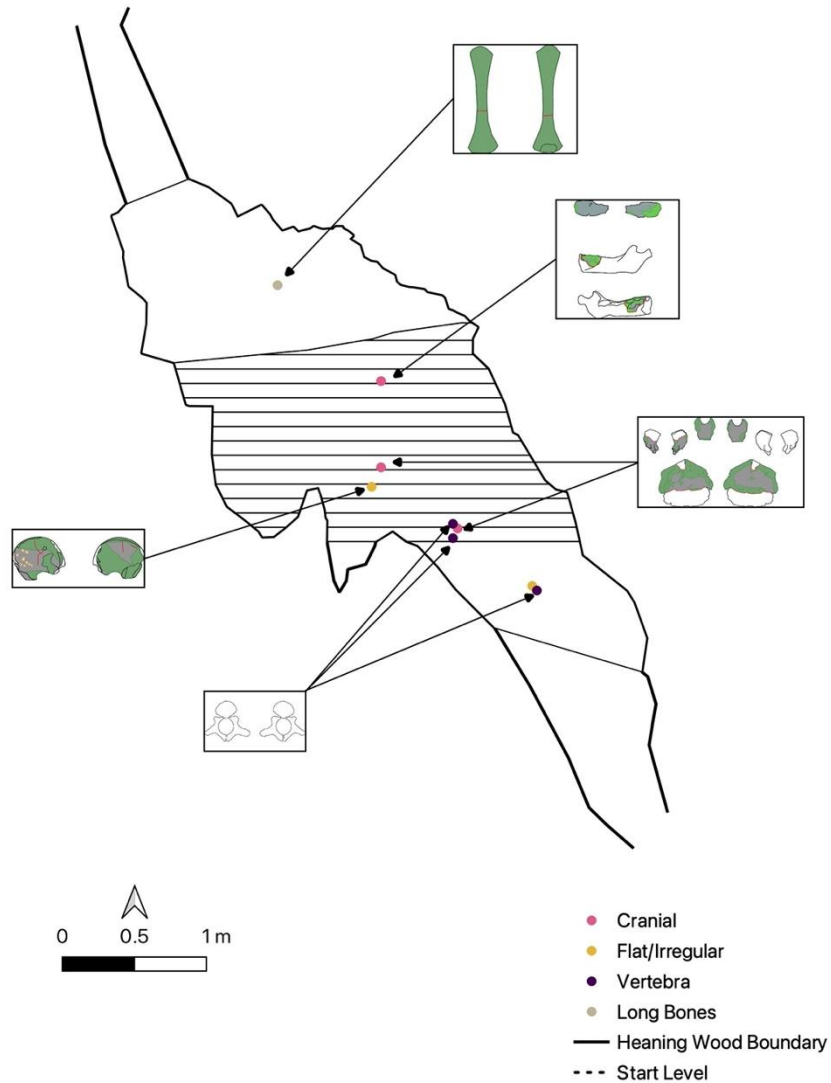 0 0.5 1 m
Cranial
Flat/Irregular
Vertebra
Long Bones
Heaning Wood Boundary
Start Level